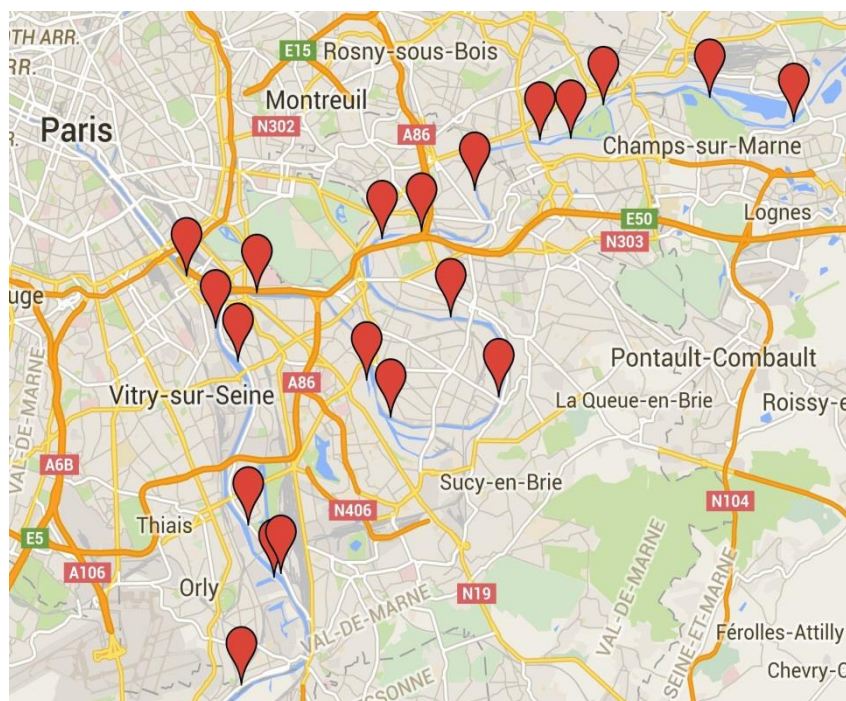 OTH ARR.
E15
Rosny-sous-Bois
ARR.
Montreuil
Paris
N302
A86
Champs-sur-Marne
E50
Lognes
N303
uge
Pontault-Combault
A86
Vitry-sur-Seine
La Queue-en-Brie
Roissy-e
VAL-DE-MARNE
A6B
Sucy-en-Brie
N104
Thiais
N406
E5
A106
Orly
N19
VAL-DE-MARNE
VAL-DE-MARNE
SEINE-ET-MARNE
Férolles-Attilly
Chevry-C
ESSONNE